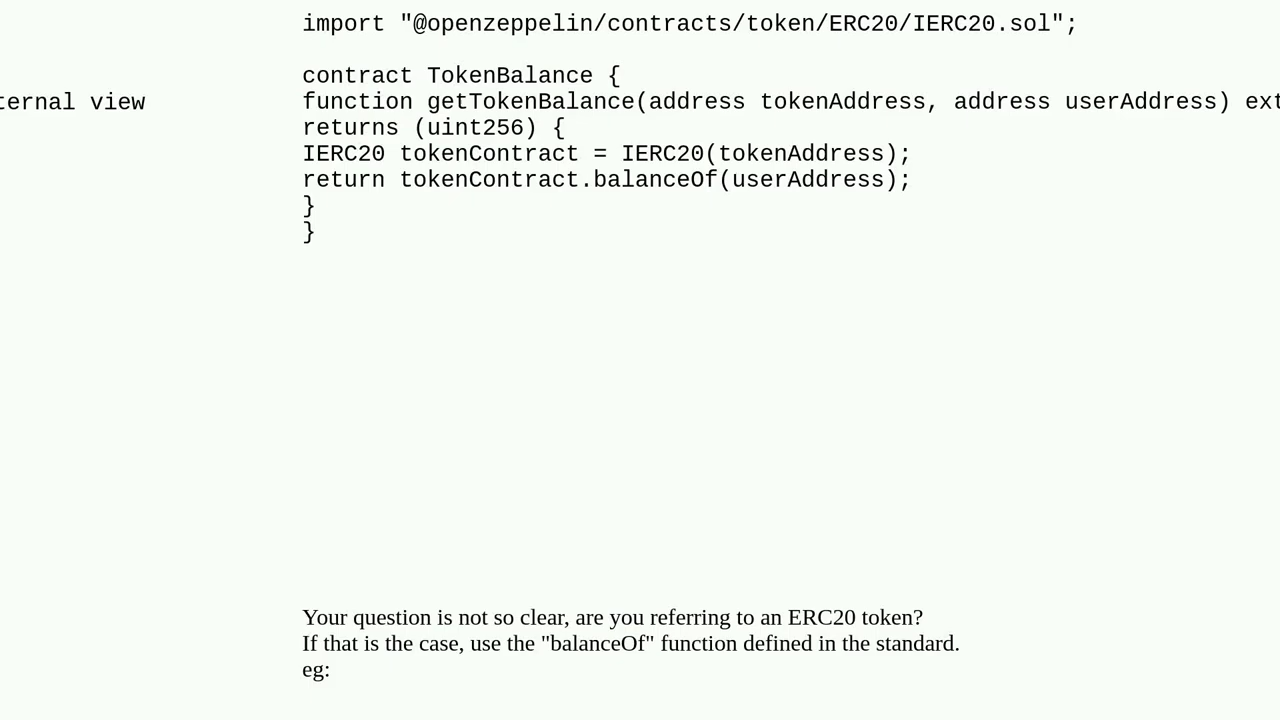 import "@openzeppelin/contracts/token/ERC20/IERC20.sol";
contract TokenBalance {
function getTokenBalance(address tokenAddress, address userAddress) external view
returns (uint256) {
IERC20 tokenContract = IERC20(tokenAddress);
return tokenContract.balanceOf(userAddress);
}
}
Your question is not so clear, are you referring to an ERC20 token?
If that is the case, use the "balanceOf" function defined in the standard.
eg: